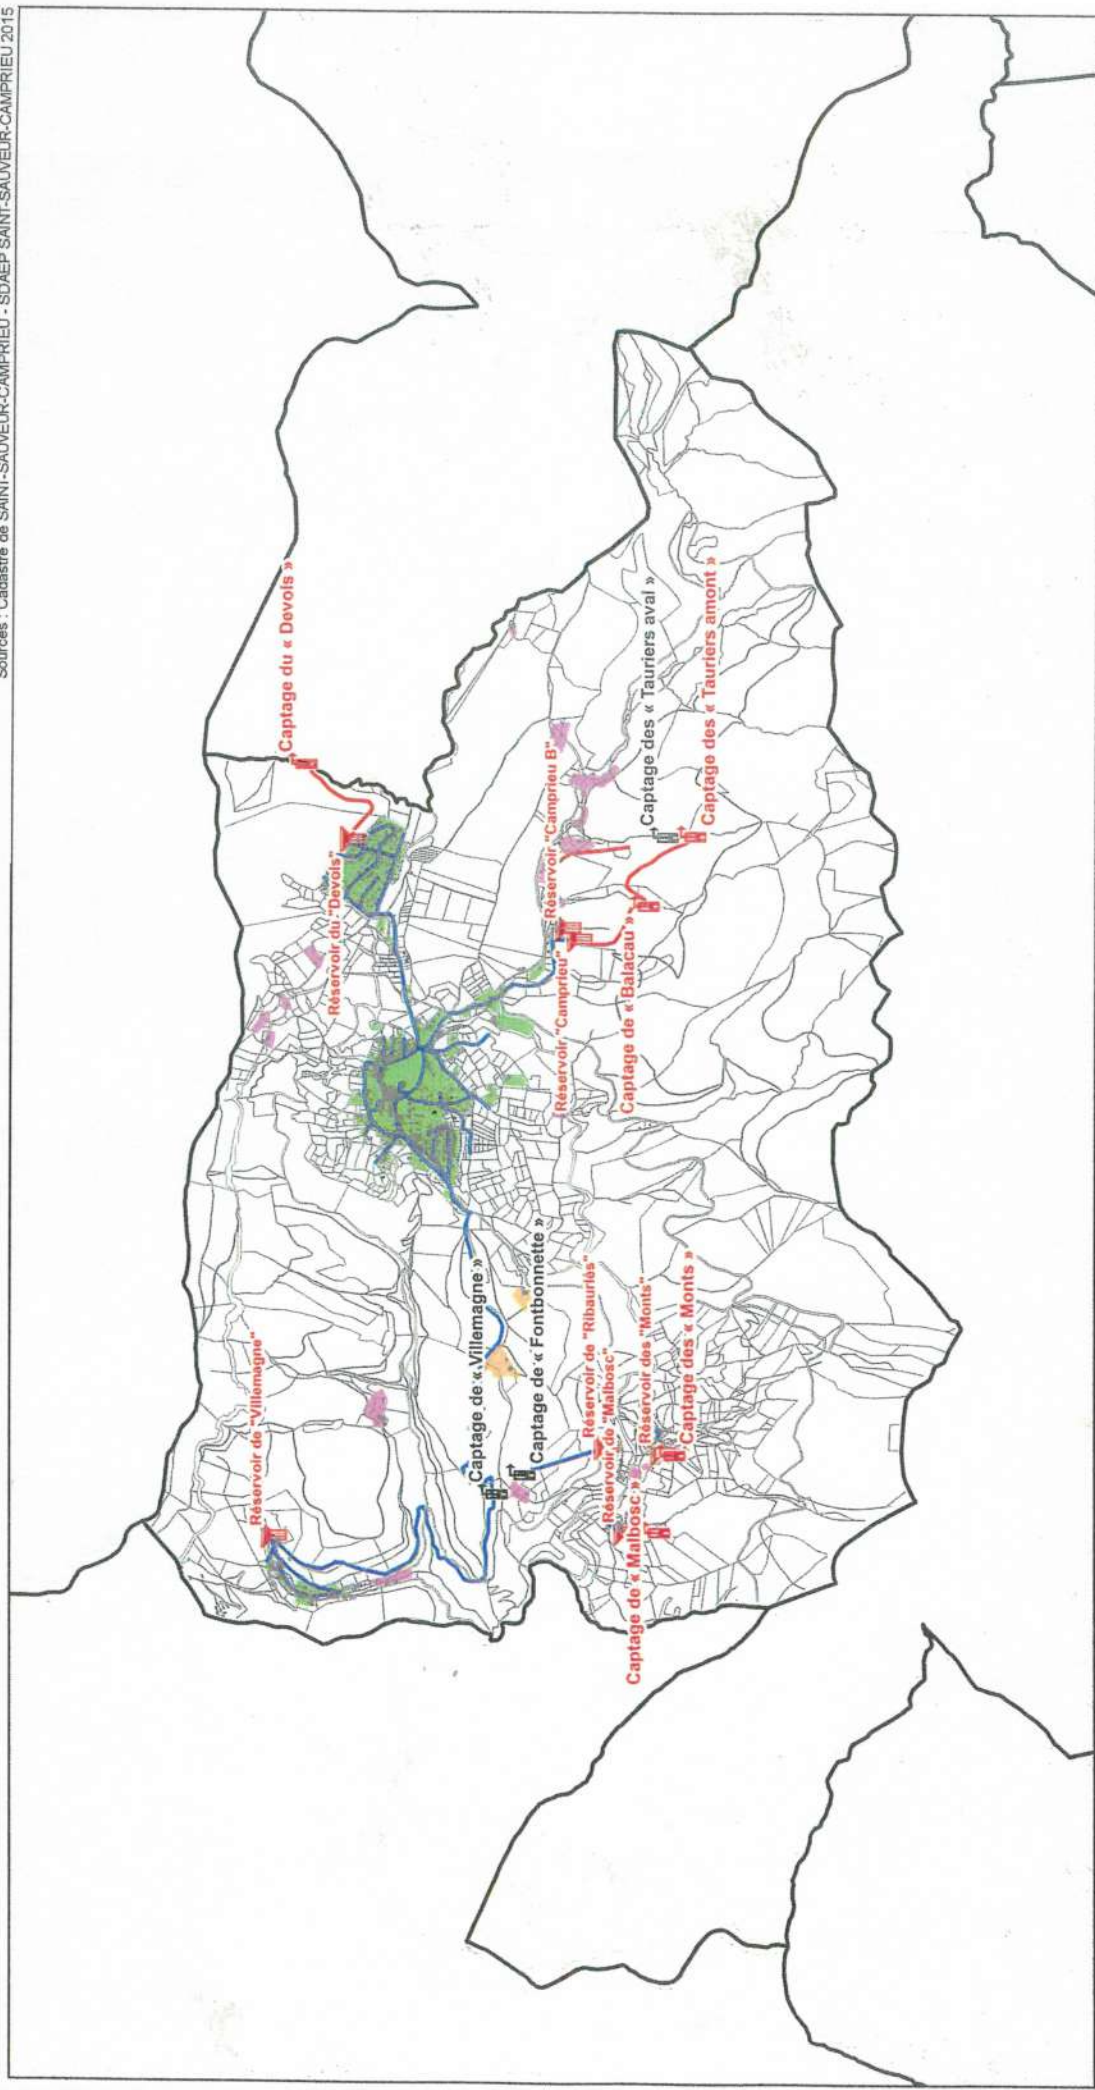 Sources : Cadastre de SAINT-SAUVEUR-CAMPRIEU - SDAEP SAINT-SAUVEUR-CAMPRIEU 2015
Captage du « Devois »
Réservoir du "Devois"
Réservoir "Camprieu B"
Captage des « Tauriers aval »
Captage des « Tauriers amont »
Réservoir "Camprieu"
Captage de « Balacau »
Réservoir de "Villemagne"
Captage de « Villemagne »
Captage de « Fontbonnette »
Réservoir de "Ribauriès"
Réservoir de "Malbosc"
Réservoir des "Monts"
Captage des « Monts »
Captage de « Malbosc »